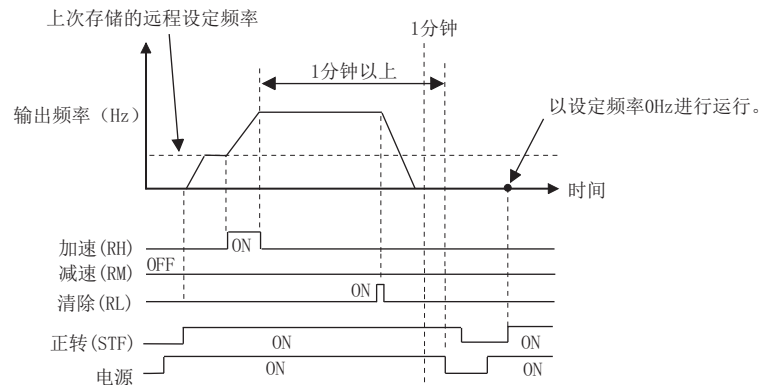 上次存储的远程设定频率
1分钟
1分钟以上
输出频率（Hz）
以设定频率0Hz进行运行。
时间
加速(RH)
ON
减速(RM)
OFF
清除(RL)
ON
正转(STF)
ON
ON
电源
ON
ON